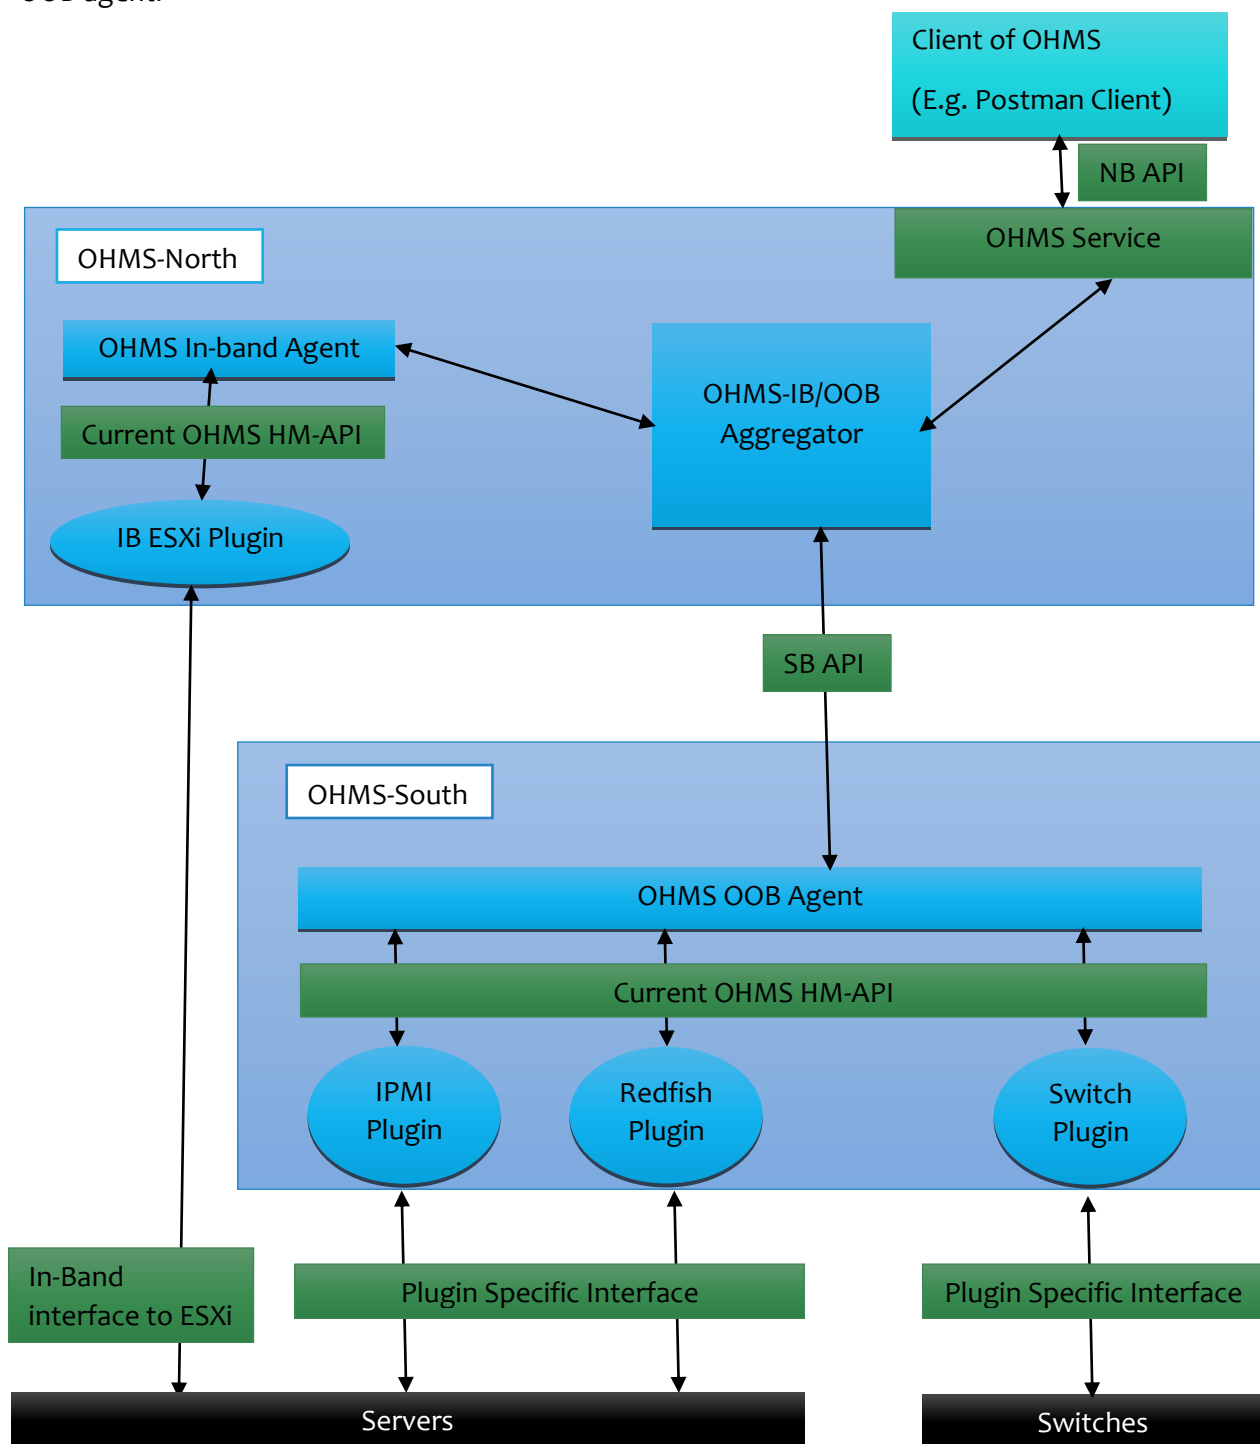 OOB agent.
Client of OHMS
(E.g. Postman Client)
NB API
OHMS Service
OHMS-North
OHMS In-band Agent
OHMS-IB/OOB
Aggregator
Current OHMS HM-API
IB ESXi Plugin
SB API
OHMS-South
OHMS OOB Agent
Current OHMS HM-API
IPMI
Plugin
Redfish
Plugin
Switch
Plugin
In-Band
interface to ESXi
Plugin Specific Interface
Plugin Specific Interface
Servers
Switches